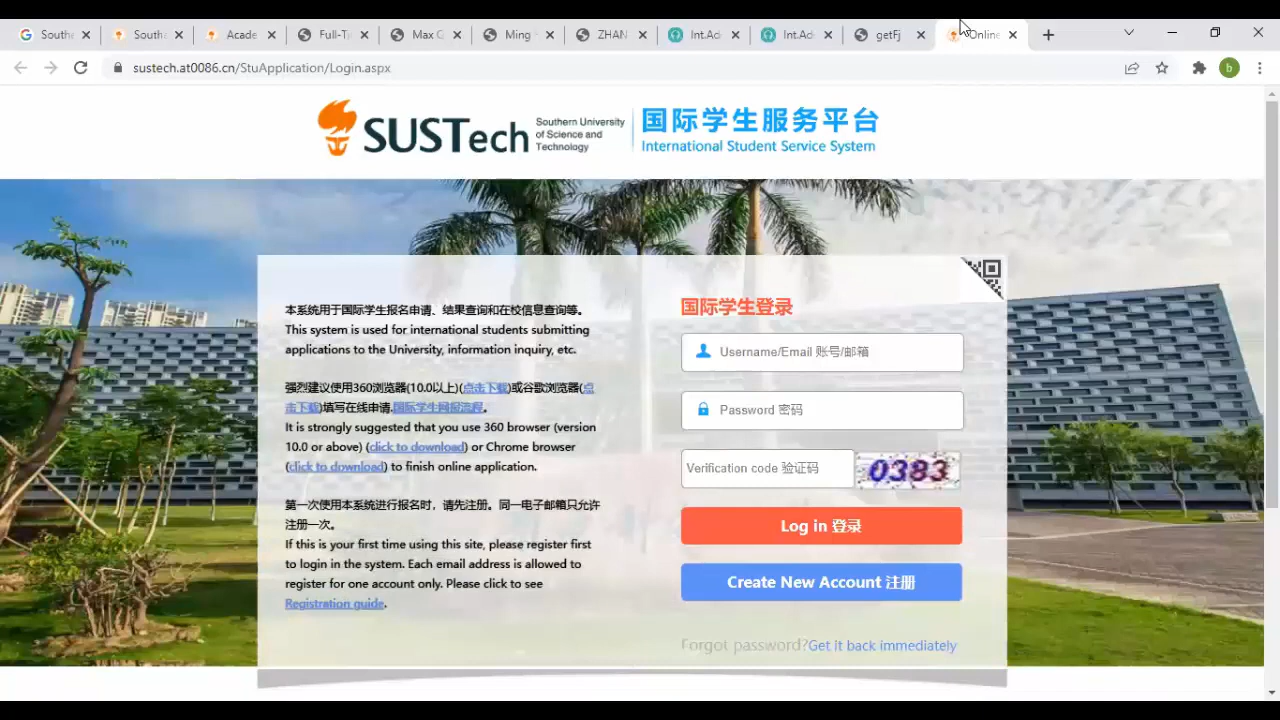 Southe
South
Acade
Full-Ti
Max C
Ming
ZHAN
Int.Ad
Int.Ad
getFj
Online
sustech.at0086.cn/StuApplication/Login.aspx
b
SUSTech
Southern University
of Science and
Technology
国际学生服务平台
International Student Service System
本系统用于国际学生报名申请、结果查询和在校信息查询等。
This system is used for international students submitting
applications to the University, information inquiry, etc.
强烈建议使用360浏览器(10.0以上)(点击下载)或谷歌浏览器(点
击下载)填写在线申请.国际学生网报流程。
It is strongly suggested that you use 360 browser (version
10.0 or above) (click to download) or Chrome browser
(click to download) to finish online application.
第一次使用本系统进行报名时，请先注册。同一电子邮箱只允许
注册一次。
If this is your first time using this site, please register first
to login in the system. Each email address is allowed to
register for one account only. Please click to see
Registration guide.
国际学生登录
Username/Email 账号/邮箱
Password 密码
Verification code 验证码
0383
Log in 登录
Create New Account 注册
Forgot password?Get it back immediately